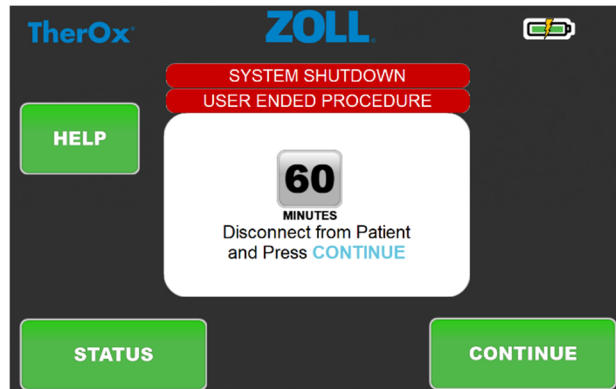 TherOx®
ZOLL®
SYSTEM SHUTDOWN
USER ENDED PROCEDURE
HELP
60
MINUTES
Disconnect from Patient
and Press CONTINUE
STATUS
CONTINUE